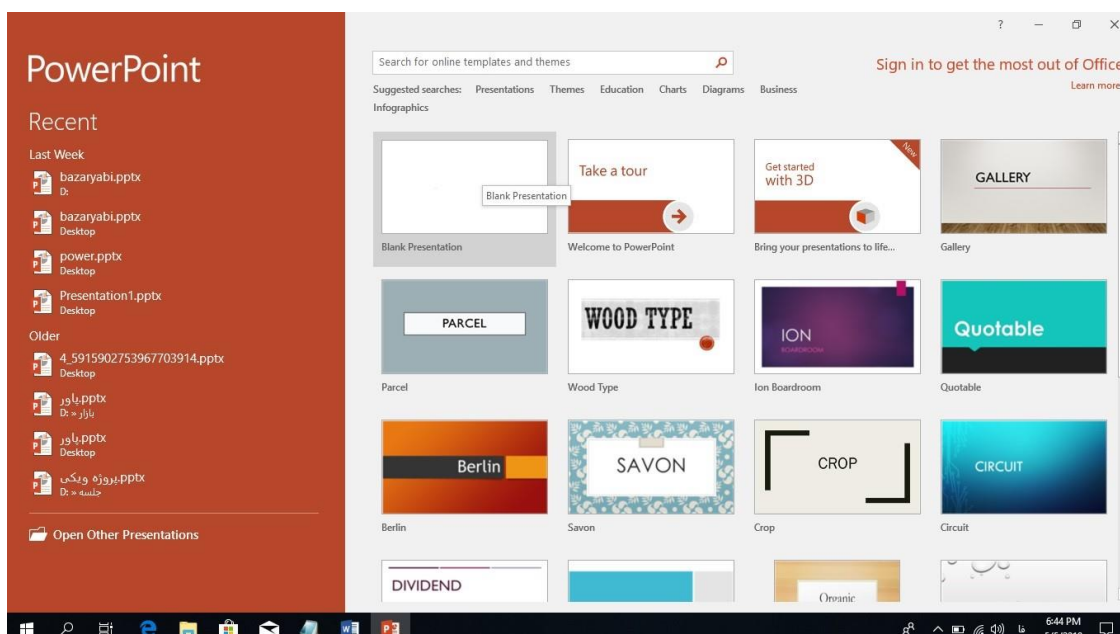 PowerPoint
Recent
Last Week
bazaryabi.pptx
D:
bazaryabi.pptx
Desktop
power.pptx
Desktop
Presentation1.pptx
Desktop
Older
4_5915902753967703914.pptx
Desktop
پاور.pptx
D: » بازار
پاور.pptx
Desktop
پروژه ویکی.pptx
D: » جلسه
Open Other Presentations
?
Search for online templates and themes
Sign in to get the most out of Office
Learn more
Suggested searches: Presentations Themes Education Charts Diagrams Business
Infographics
Blank Presentation
Blank Presentation
Take a tour
Welcome to PowerPoint
Get started
with 3D
New
Bring your presentations to life...
GALLERY
Gallery
PARCEL
Parcel
WOOD TYPE
Wood Type
ION
BOARDROOM
Ion Boardroom
Quotable
Quotable
Berlin
Berlin
SAVON
Savon
CROP
Crop
CIRCUIT
Circuit
DIVIDEND
Organic
فا
6:44 PM